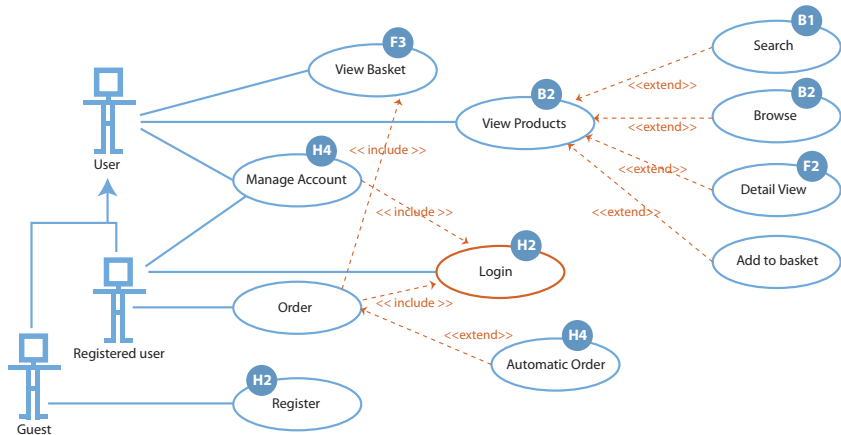 B1
Search
F3
View Basket
<<extend>>
B2
View Products
B2
Browse
<<extend>>
User
H4
Manage Account
<< include >>
<<extend>>
F2
Detail View
<< include >>
<<extend>>
H2
Login
Add to basket
Order
<< include >>
<<extend>>
H4
Automatic Order
Registered user
H2
Register
Guest